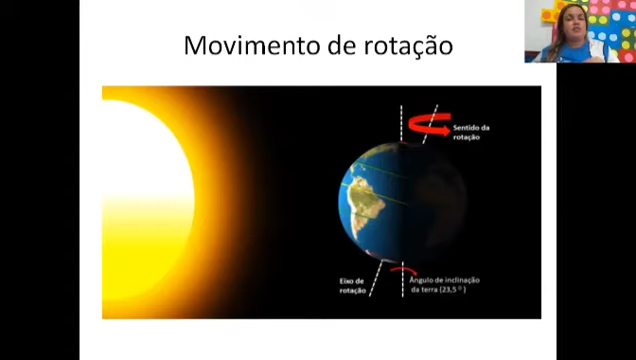 Movimento de rotação
Sentido da
rotação
Eixo de
rotação
Ângulo de inclinação
da terra (23,5 º)